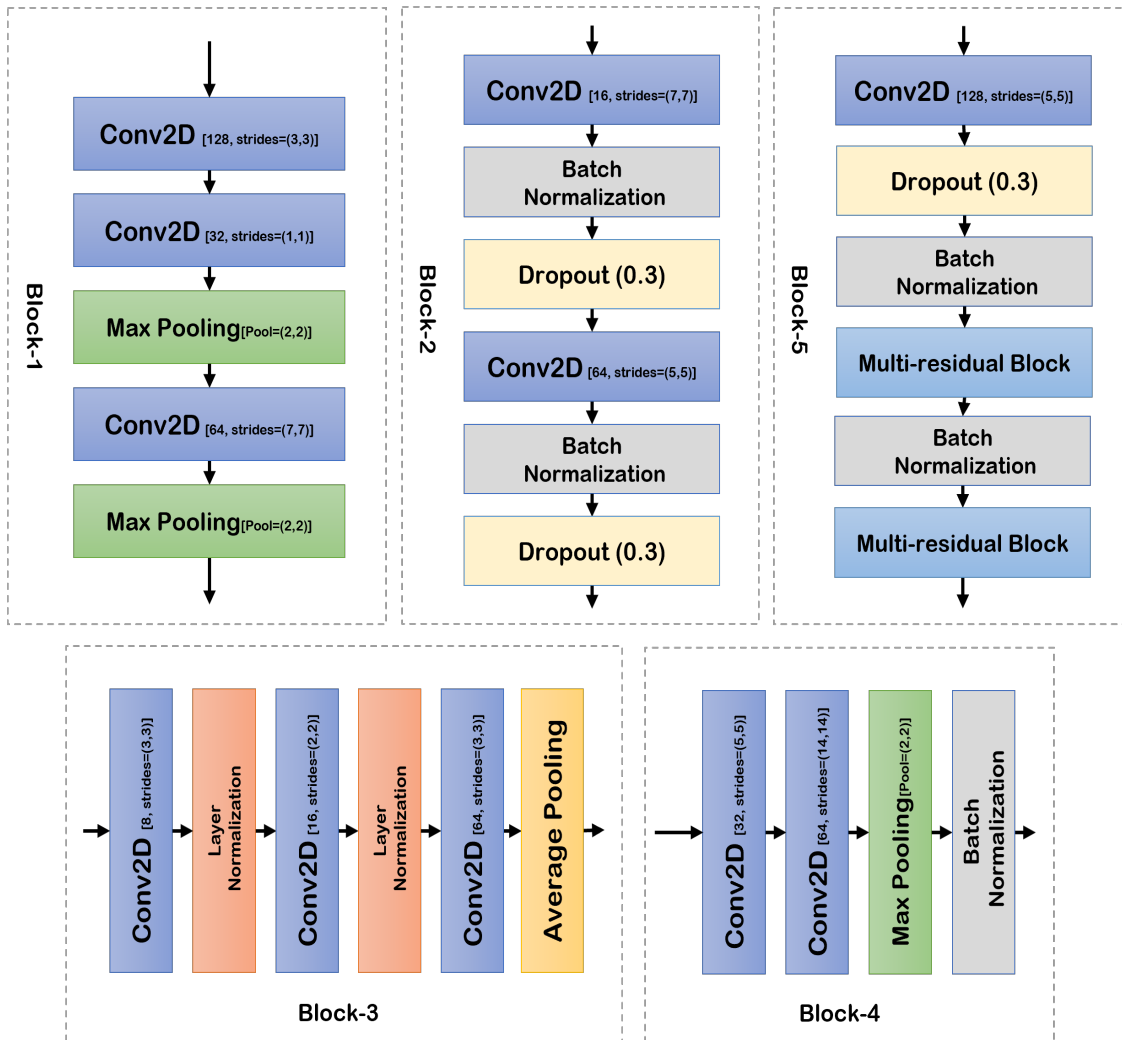 Block-1
Conv2D [128, strides=(3,3)]
Conv2D [32, strides=(1,1)]
Max Pooling[Pool=(2,2)]
Conv2D [64, strides=(7,7)]
Max Pooling[Pool=(2,2)]
Block-2
Conv2D [16, strides=(7,7)]
Batch
Normalization
Dropout (0.3)
Conv2D [64, strides=(5,5)]
Batch
Normalization
Dropout (0.3)
Block-5
Conv2D [128, strides=(5,5)]
Dropout (0.3)
Batch
Normalization
Multi-residual Block
Batch
Normalization
Multi-residual Block
Conv2D [8, strides=(3,3)]
Layer
Normalization
Conv2D [16, strides=(2,2)]
Layer
Normalization
Conv2D [64, strides=(3,3)]
Average Pooling
Block-3
Conv2D [32, strides=(5,5)]
Conv2D [64, strides=(14,14)]
Max Pooling[Pool=(2,2)]
Batch
Normalization
Block-4